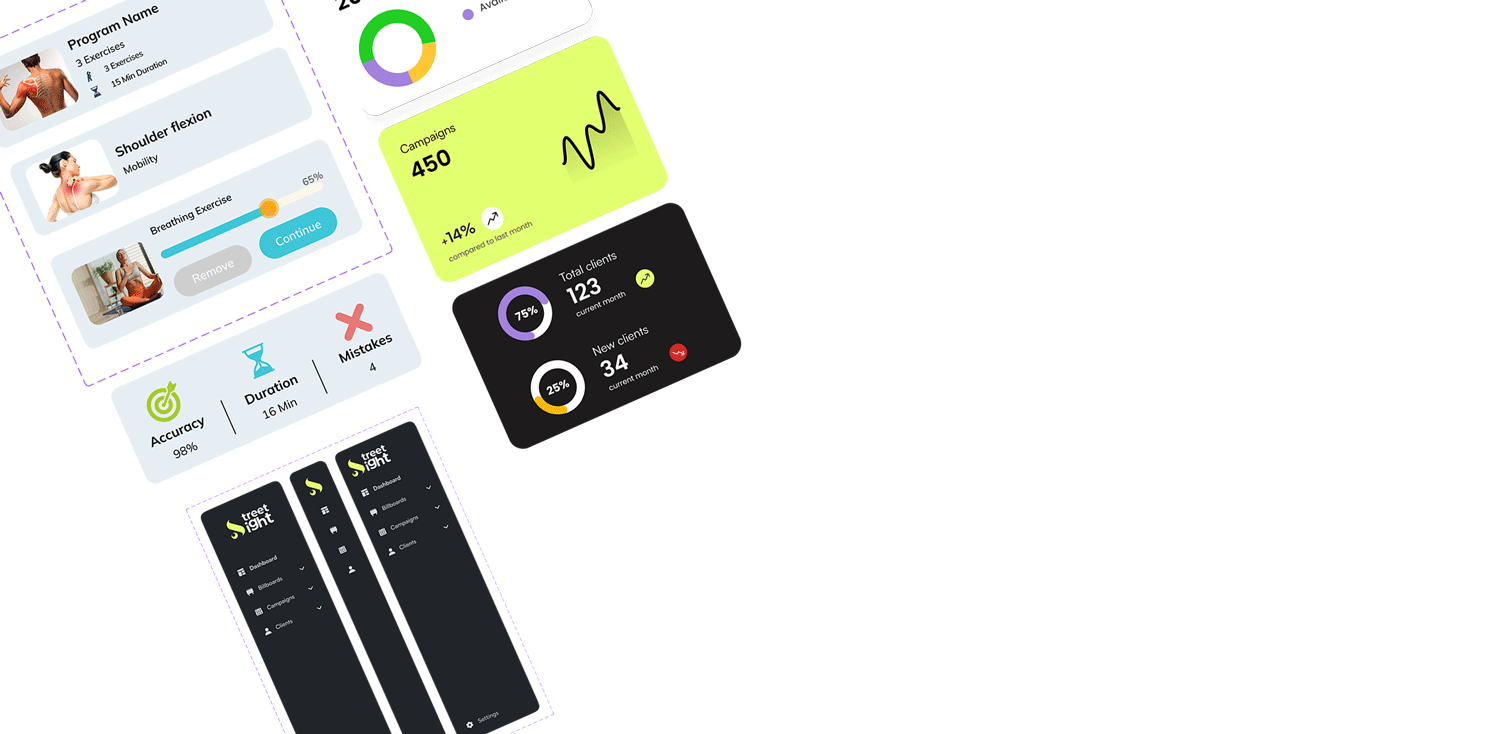 Program Name
3 Exercises
3 Exercises
15 Min Duration
Shoulder flexion
Mobility
Breathing Exercise
65%
Remove
Continue
Accuracy
98%
Duration
16 Min
Mistakes
4
Campaigns
450
+14%
compared to last month
75%
Total clients
123
current month
25%
New clients
34
current month
treet
ight
Dashboard
Billboards
Campaigns
Clients
treet
ight
Dashboard
Billboards
Campaigns
Clients
Settings